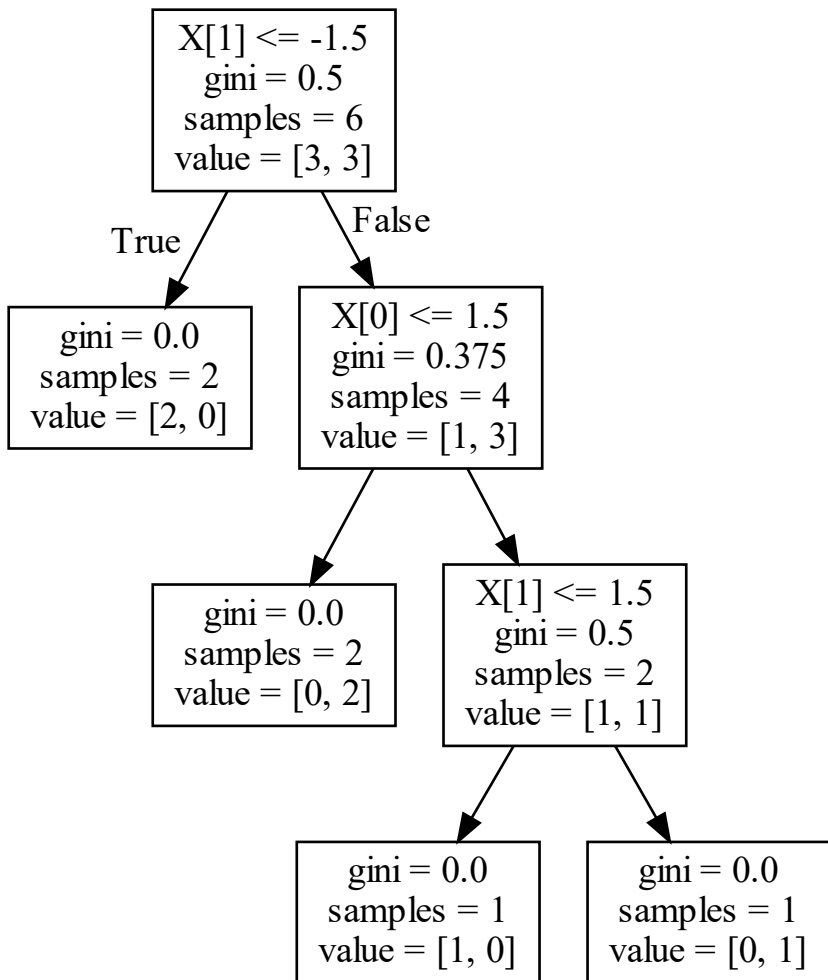 X[1] <= -1.5
gini = 0.5
samples = 6
value = [3, 3]
True
False
gini = 0.0
samples = 2
value = [2, 0]
X[0] <= 1.5
gini = 0.375
samples = 4
value = [1, 3]
gini = 0.0
samples = 2
value = [0, 2]
X[1] <= 1.5
gini = 0.5
samples = 2
value = [1, 1]
gini = 0.0
samples = 1
value = [1, 0]
gini = 0.0
samples = 1
value = [0, 1]